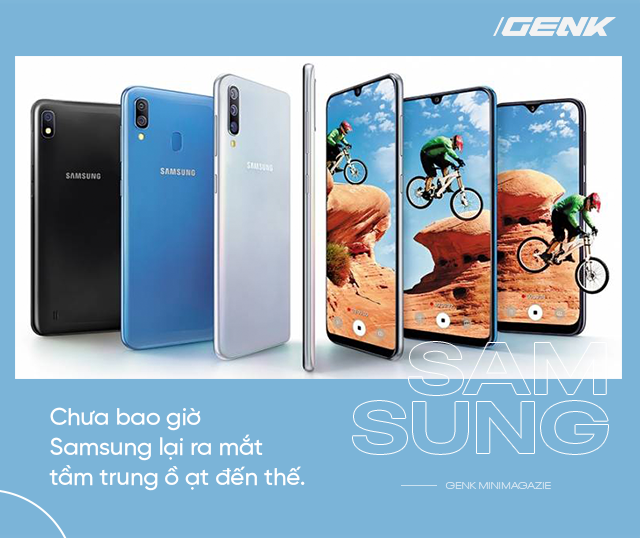 /GENK
SAMSUNG
SAMSUNG
SAMSUNG
SAM
SUNG
Chưa bao giờ
Samsung lại ra mắt
tầm trung ồ ạt đến thế.
GENK MINIMAGAZIE